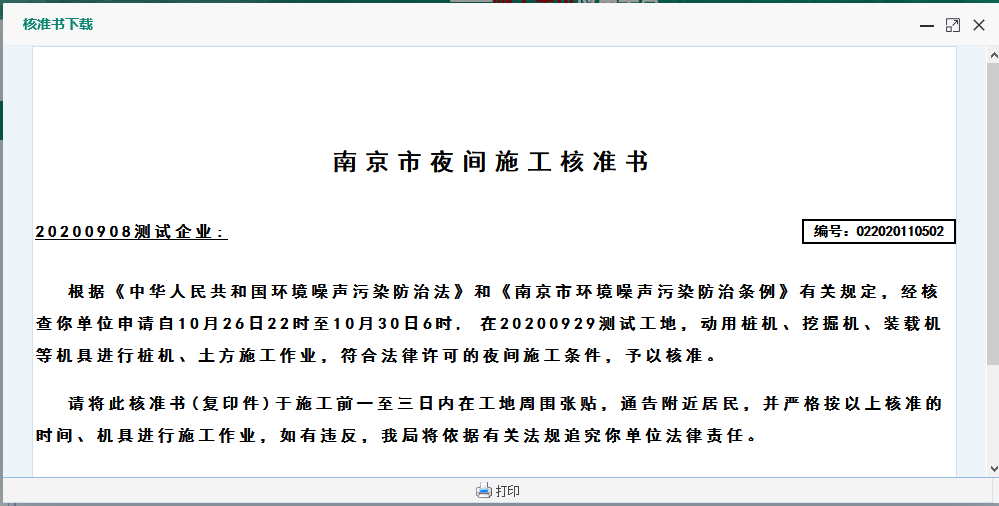 核准书下载
南京市夜间施工核准书
20200908测试企业:
编号：022020110502
根据《中华人民共和国环境噪声污染防治法》和《南京市环境噪声污染防治条例》有关规定，经核
查你单位申请自10月26日22时至10月30日6时， 在20200929测试工地，动用桩机、挖掘机、装载机
等机具进行桩机、土方施工作业，符合法律许可的夜间施工条件，予以核准。
请将此核准书(复印件)于施工前一至三日内在工地周围张贴，通告附近居民，并严格按以上核准的
时间、机具进行施工作业，如有违反，我局将依据有关法规追究你单位法律责任。
打印